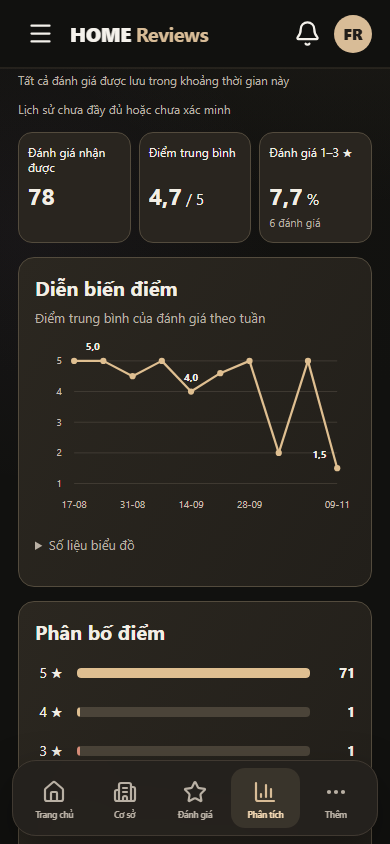 HOME Reviews
FR
Tất cả đánh giá được lưu trong khoảng thời gian này
Lịch sử chưa đầy đủ hoặc chưa xác minh
Đánh giá nhận được
78
Điểm trung bình
4,7 / 5
Đánh giá 1–3 ★
7,7 %
6 đánh giá
Diễn biến điểm
Điểm trung bình của đánh giá theo tuần
5,0
5
4,0
4
3
2
1,5
1
17-08 31-08 14-09 28-09 09-11
▶ Số liệu biểu đồ
Phân bố điểm
5 ★ 71
4 ★ 1
3 ★ 1
Trang chủ Cơ sở Đánh giá Phân tích Thêm